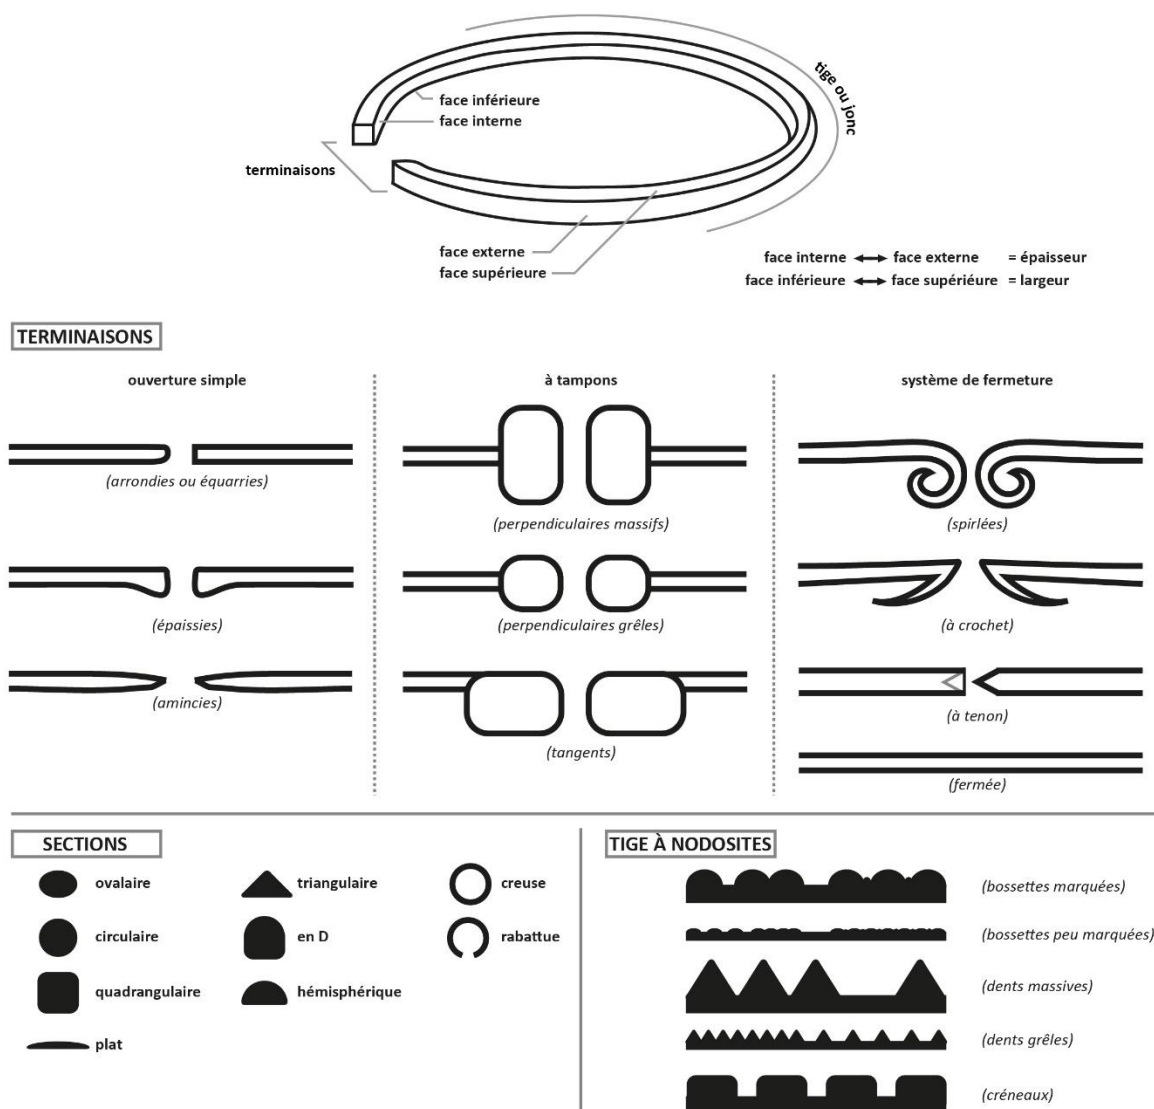 tige ou jonc
face inférieure
face interne
terminaisons
face externe
face supérieure
face interne ↔ face externe = épaisseur
face inférieure ↔ face supériéure = largeur
TERMINAISONS
ouverture simple
(arrondies ou équarries)
(épaissies)
(amincies)
à tampons
(perpendiculaires massifs)
(perpendiculaires grêles)
(tangents)
système de fermeture
(spirlées)
(à crochet)
(à tenon)
(fermée)
SECTIONS
ovalaire
circulaire
quadrangulaire
plat
triangulaire
en D
hémisphérique
creuse
rabattue
TIGE À NODOSITES
(bossettes marquées)
(bossettes peu marquées)
(dents massives)
(dents grêles)
(créneaux)